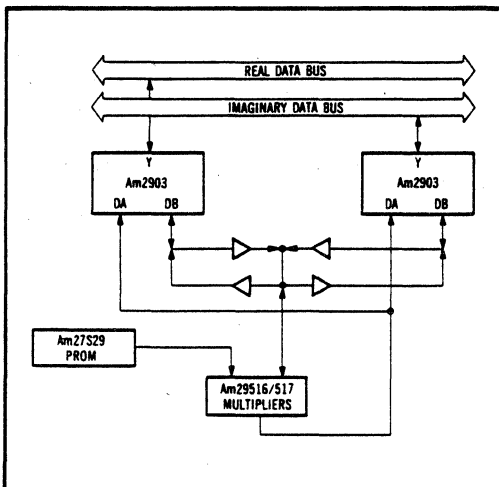 REAL DATA BUS
IMAGINARY DATA BUS
Y
Am2903
DA DB
Y
Am2903
DA DB
Am27S29
PROM
Am29516/517
MULTIPLIERS